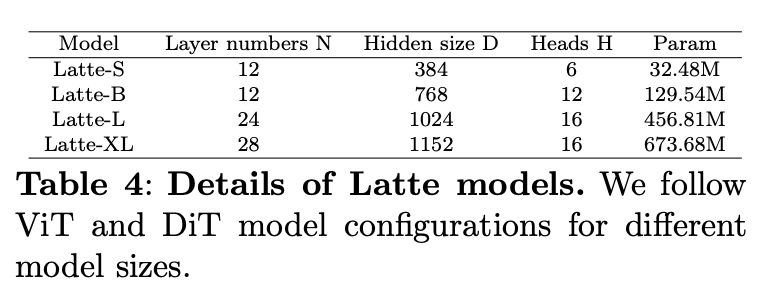 Model Layer numbers N Hidden size D Heads H Param
Latte-S 12 384 6 32.48M
Latte-B 12 768 12 129.54M
Latte-L 24 1024 16 456.81M
Latte-XL 28 1152 16 673.68M
Table 4: Details of Latte models. We follow
ViT and DiT model configurations for different
model sizes.